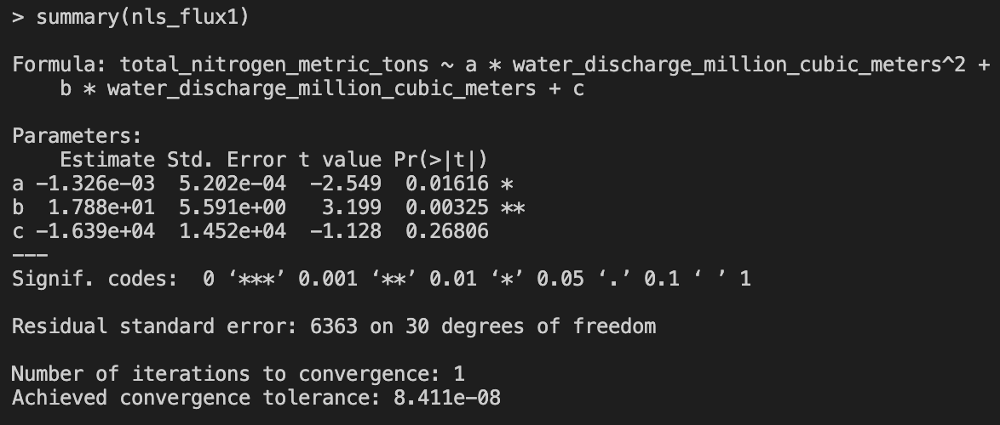 > summary(nls_flux1)
Formula: total_nitrogen_metric_tons ~ a * water_discharge_million_cubic_meters^2 +
    b * water_discharge_million_cubic_meters + c
Parameters:
    Estimate Std. Error t value Pr(>|t|)
a -1.326e-03  5.202e-04  -2.549  0.01616 *
b  1.788e+01  5.591e+00   3.199  0.00325 **
c -1.639e+04  1.452e+04  -1.128  0.26806
---
Signif. codes:  0 ‘***’ 0.001 ‘**’ 0.01 ‘*’ 0.05 ‘.’ 0.1 ‘ ’ 1
Residual standard error: 6363 on 30 degrees of freedom
Number of iterations to convergence: 1
Achieved convergence tolerance: 8.411e-08